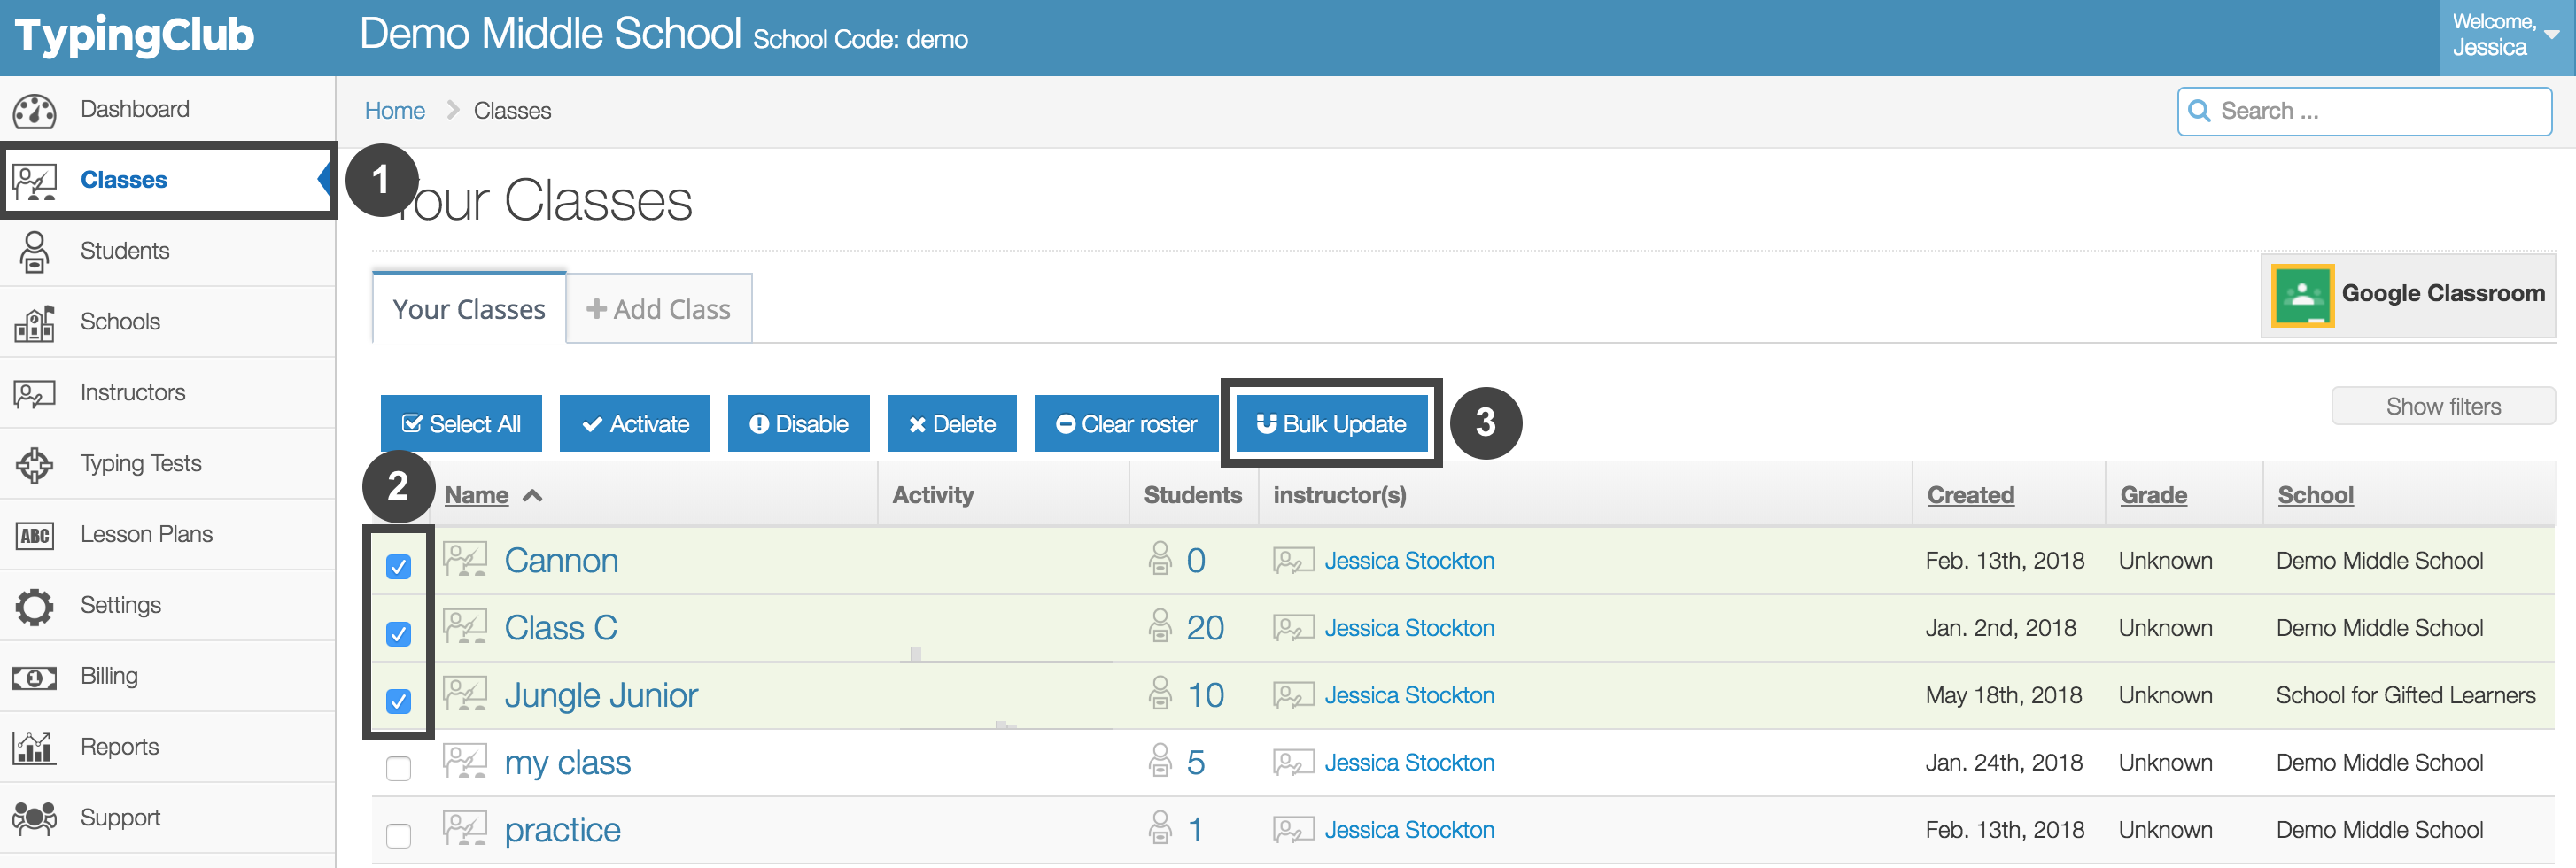 TypingClub
Demo Middle School School Code: demo
Welcome,
Jessica
Dashboard
Classes
Students
Schools
Instructors
Typing Tests
ABC Lesson Plans
Settings
1 Billing
Reports
Support
Home Classes
Search ...
1
Your Classes
Your Classes
Add Class
Google Classroom
Select All Activate Disable Delete Clear roster Bulk Update 3
Show filters
2
Name Activity Students instructor(s) Created Grade School
Cannon 0 Jessica Stockton Feb. 13th, 2018 Unknown Demo Middle School
Class C 20 Jessica Stockton Jan. 2nd, 2018 Unknown Demo Middle School
Jungle Junior 10 Jessica Stockton May 18th, 2018 Unknown School for Gifted Learners
my class 5 Jessica Stockton Jan. 24th, 2018 Unknown Demo Middle School
practice 1 Jessica Stockton Feb. 13th, 2018 Unknown Demo Middle School